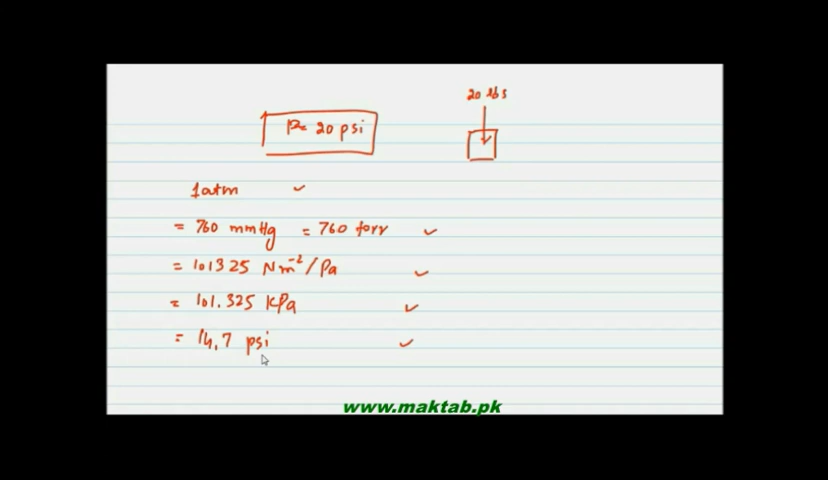 P= 20 psi
20 lbs
1atm
= 760 mmHg = 760 torr
= 101325 Nm⁻²/Pa
= 101.325 KPa
= 14.7 psi
www.maktab.pk